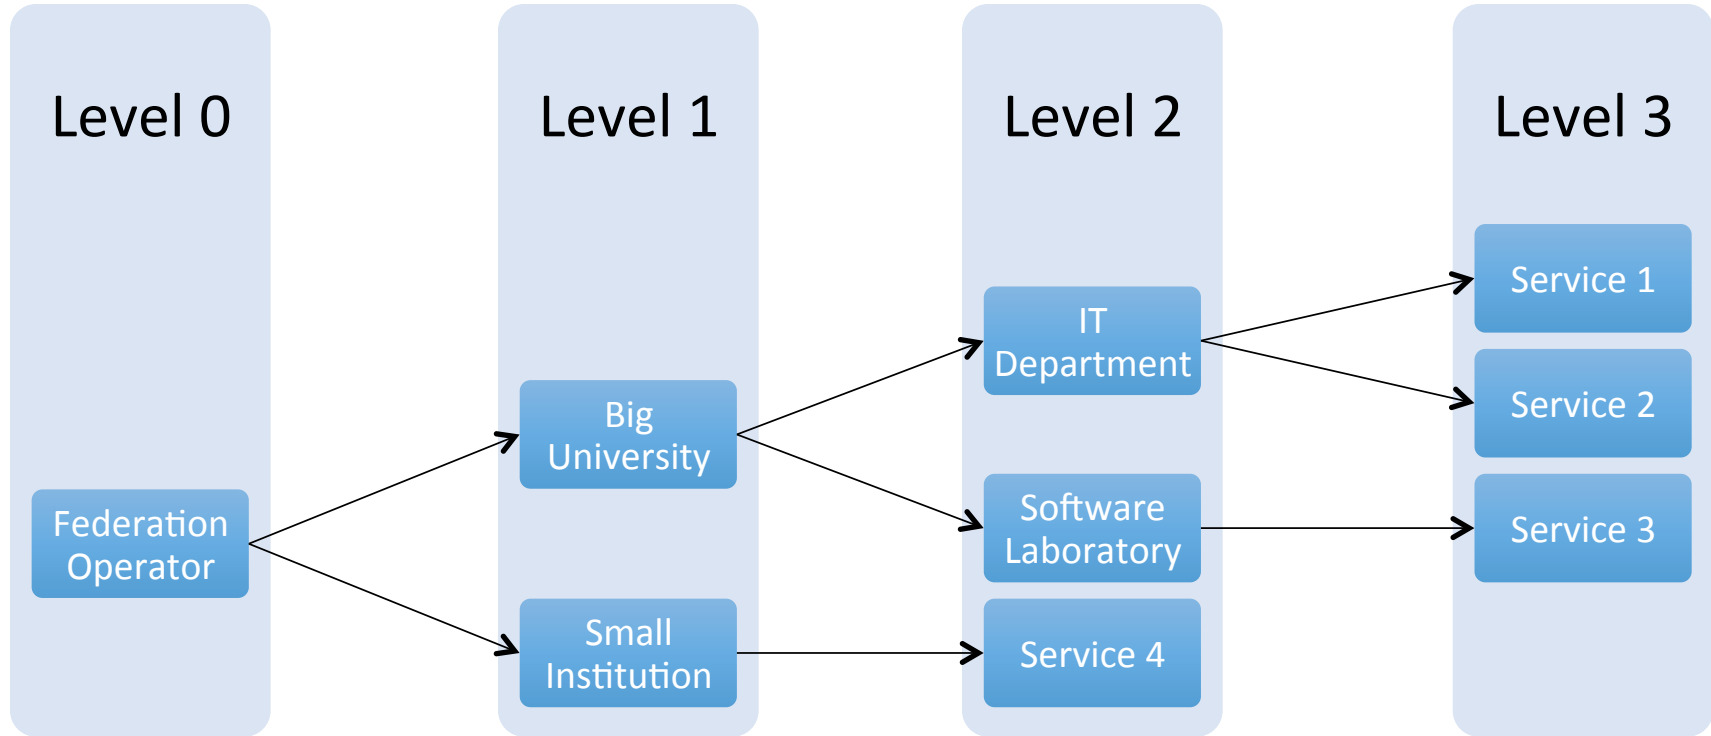 Level 0
Level 1
Level 2
Level 3
Federation
Operator
Big
University
Small
Institution
IT
Department
Software
Laboratory
Service 4
Service 1
Service 2
Service 3